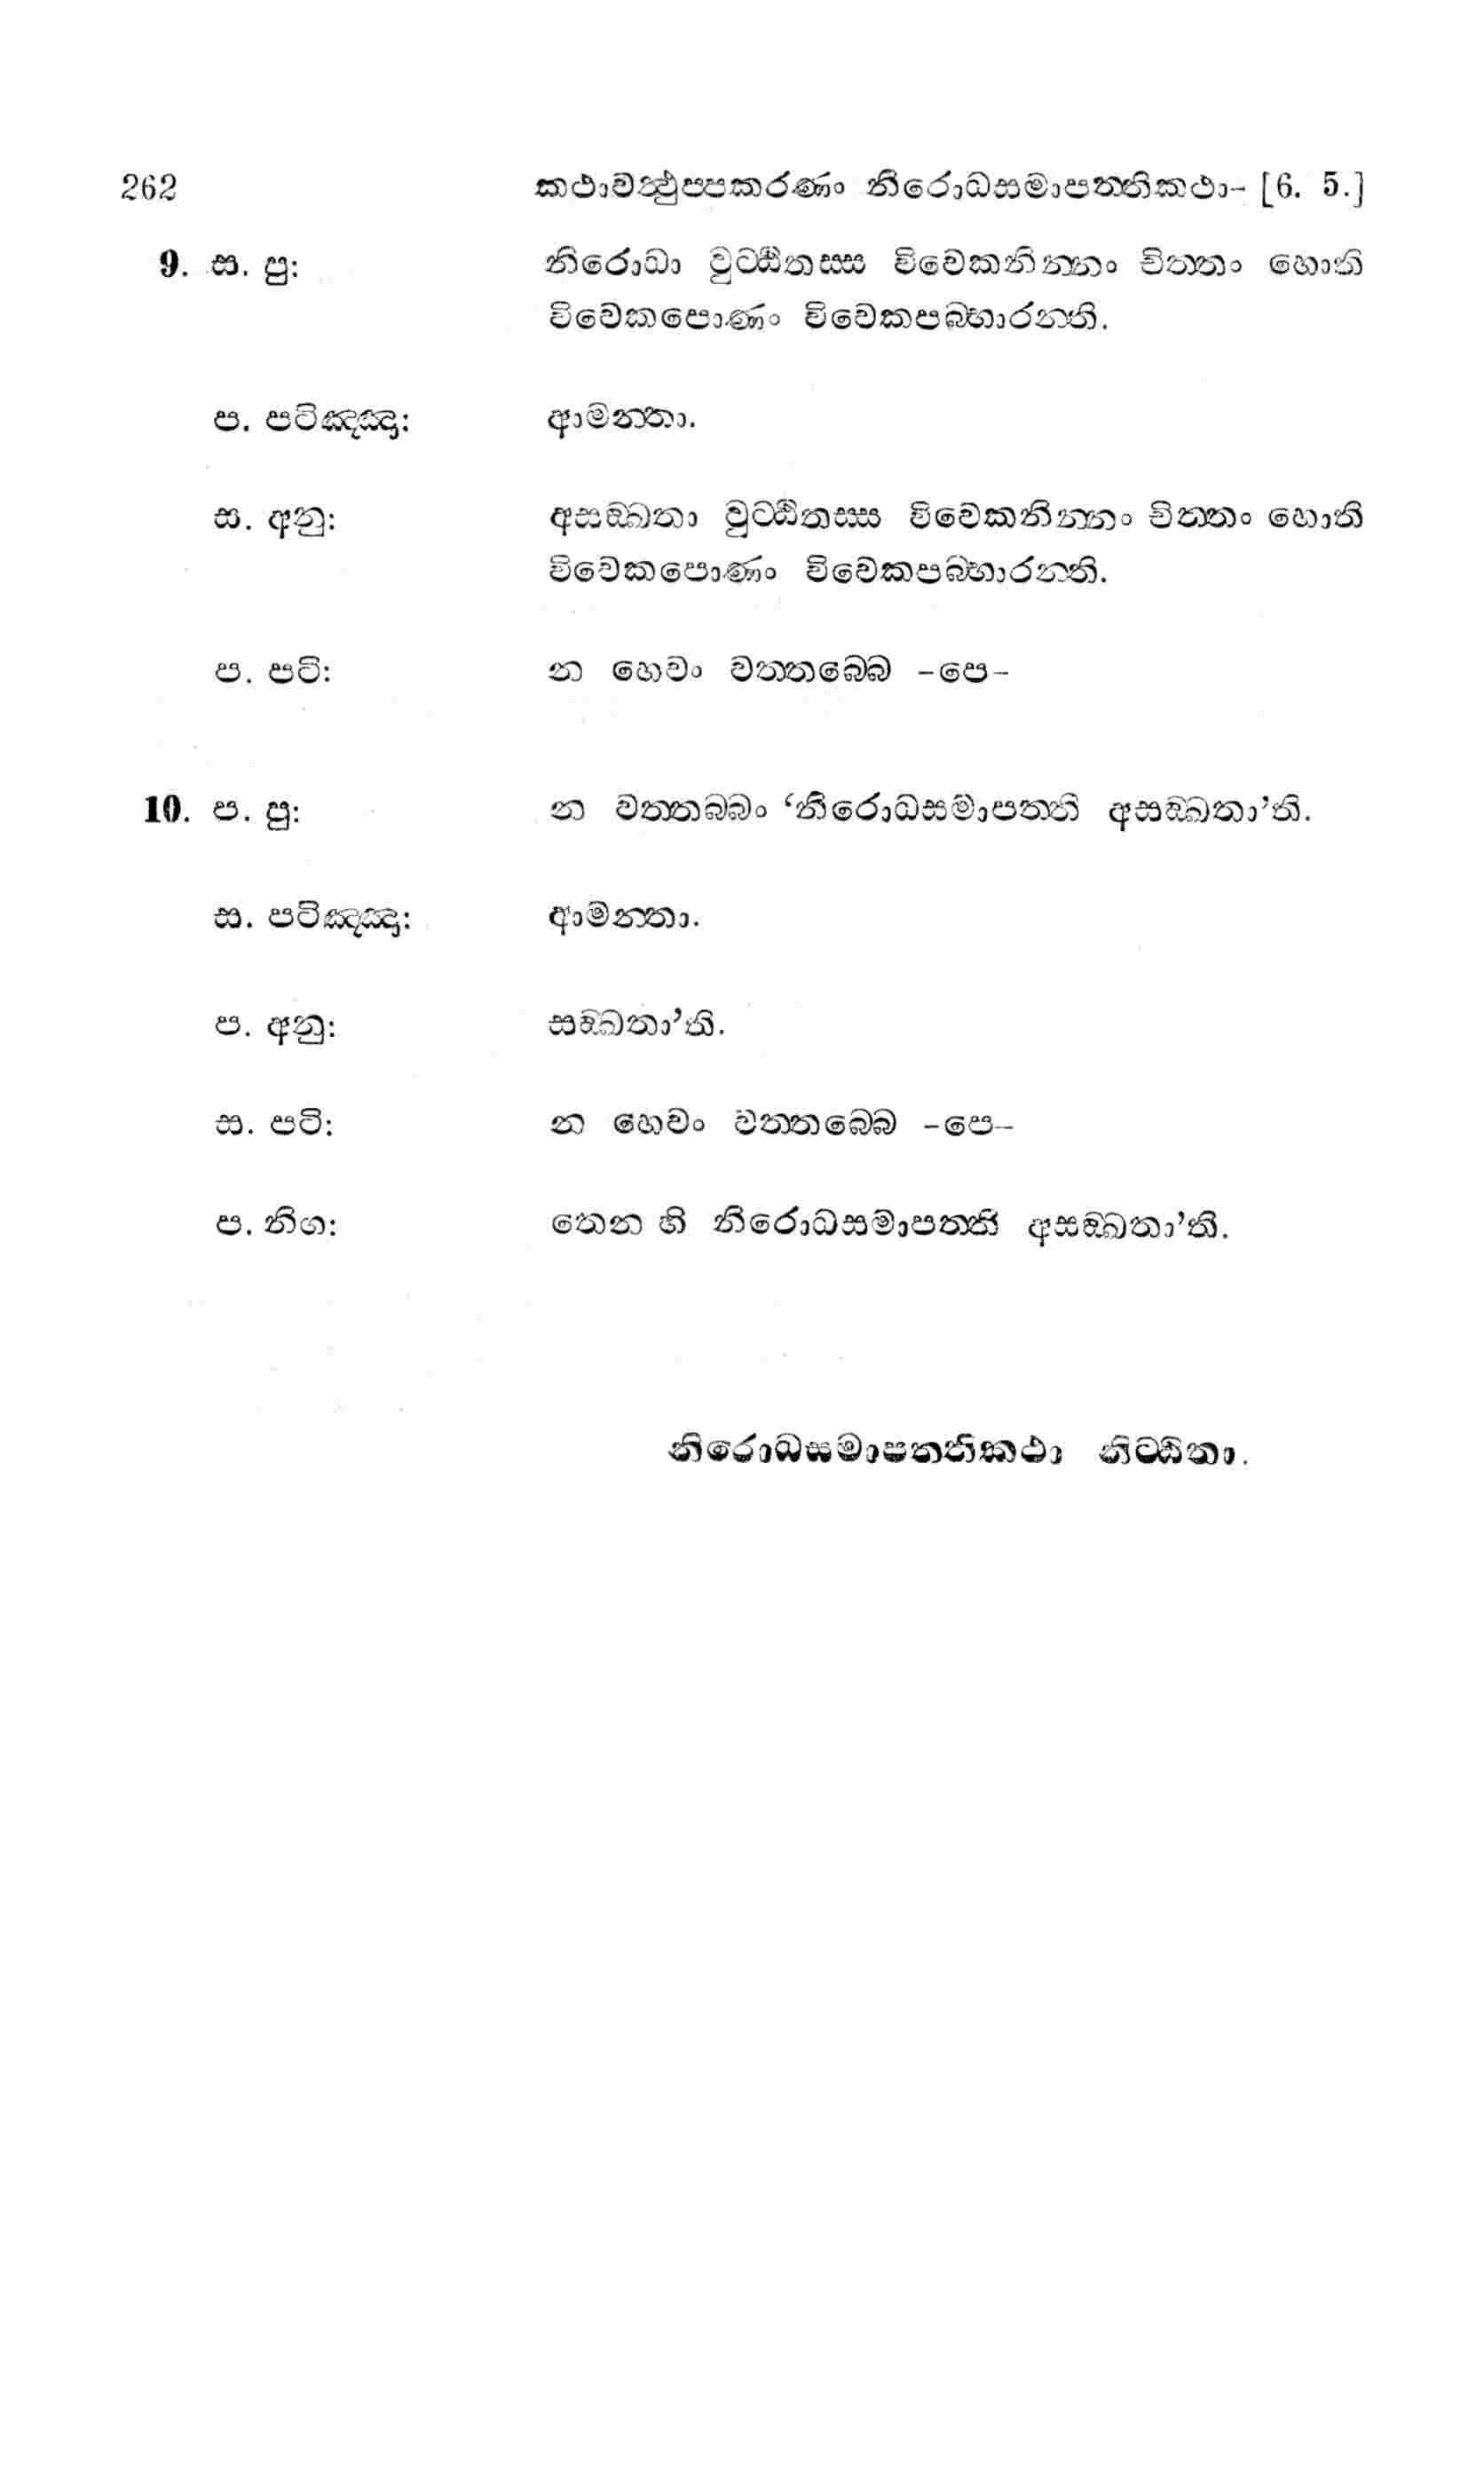 262 කථාවත්‍ථුප්පකරණං නිරොධසමාපත්තිකථා- [6. 5.]
9. ස. පු: නිරොධා වුට්ඨිතස්ස විවෙකනින්නං චිත්තං හොති
විවෙකපොණං විවෙකපබ්භාරන්ති.
ප. පටිඤ්ඤා: ආමන්තා.
ස. අනු: අසඞ්ඛතා වුට්ඨිතස්ස විවෙකනින්නං චිත්තං හොති
විවෙකපොණං විවෙකපබ්භාරන්ති.
ප. පටි: න හෙවං වත්තබ්බෙ -පෙ-
10. ප. පු: න වත්තබ්බං ‘නිරොධසමාපත්ති අසඞ්ඛතා’ති.
ස. පටිඤ්ඤා: ආමන්තා.
ප. අනු: සඞ්ඛතා’ති.
ස. පටි: න හෙවං වත්තබ්බෙ -පෙ-
ප. නිග: තෙන හි නිරොධසමාපත්ති අසඞ්ඛතා’ති.
නිරොධසමාපත්තිකථා නිට්ඨිතා.